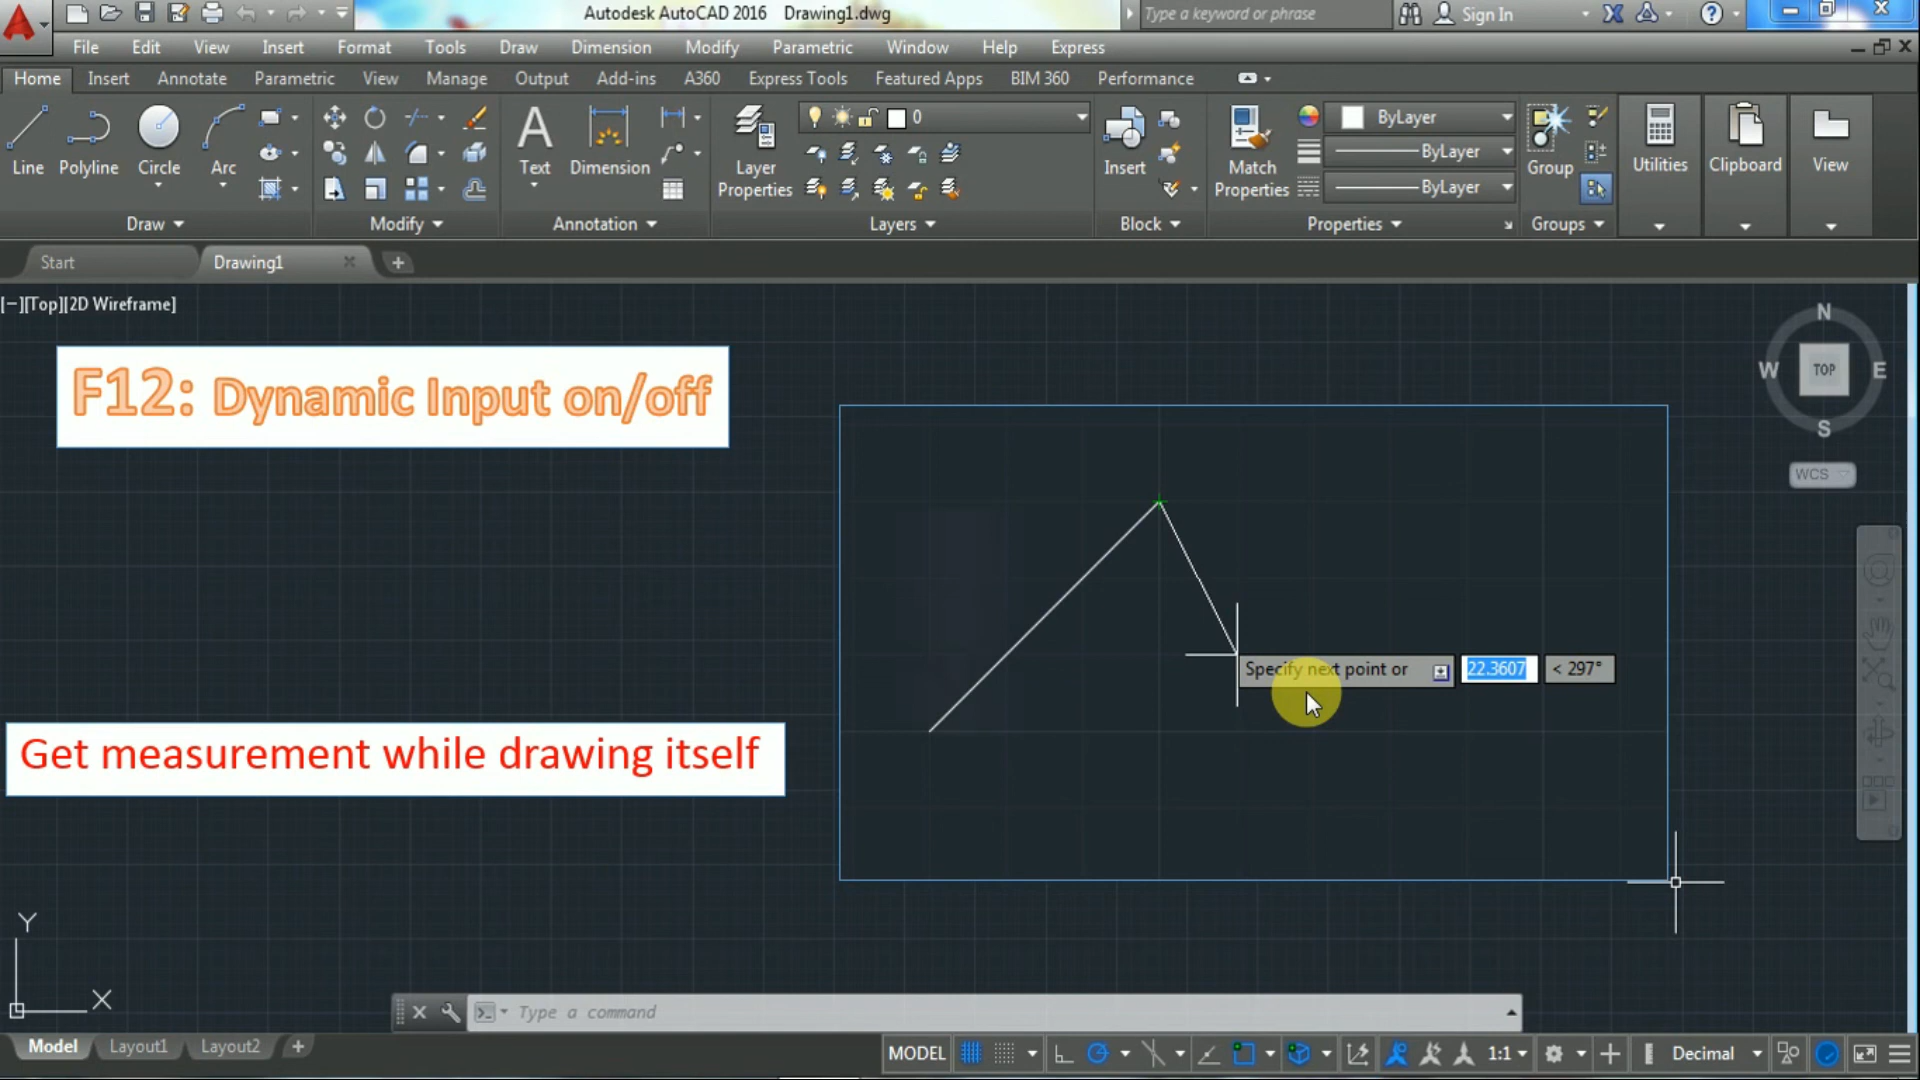 Autodesk AutoCAD 2016 Drawing1.dwg
Type a keyword or phrase
Sign In
File Edit View Insert Format Tools Draw Dimension Modify Parametric Window Help Express
Home Insert Annotate Parametric View Manage Output Add-ins A360 Express Tools Featured Apps BIM 360 Performance
Line Polyline Circle Arc
Text Dimension
Layer Properties
0
Insert
Match Properties
ByLayer
ByLayer
ByLayer
Group
Utilities
Clipboard
View
Draw Modify Annotation Layers Block Properties Groups
Start Drawing1
[−][Top][2D Wireframe]
F12: Dynamic Input on/off
N
W TOP E
S
WCS
Specify next point or 22.3607 < 297°
Get measurement while drawing itself
Y
X
Type a command
Model Layout1 Layout2
MODEL 1:1 Decimal